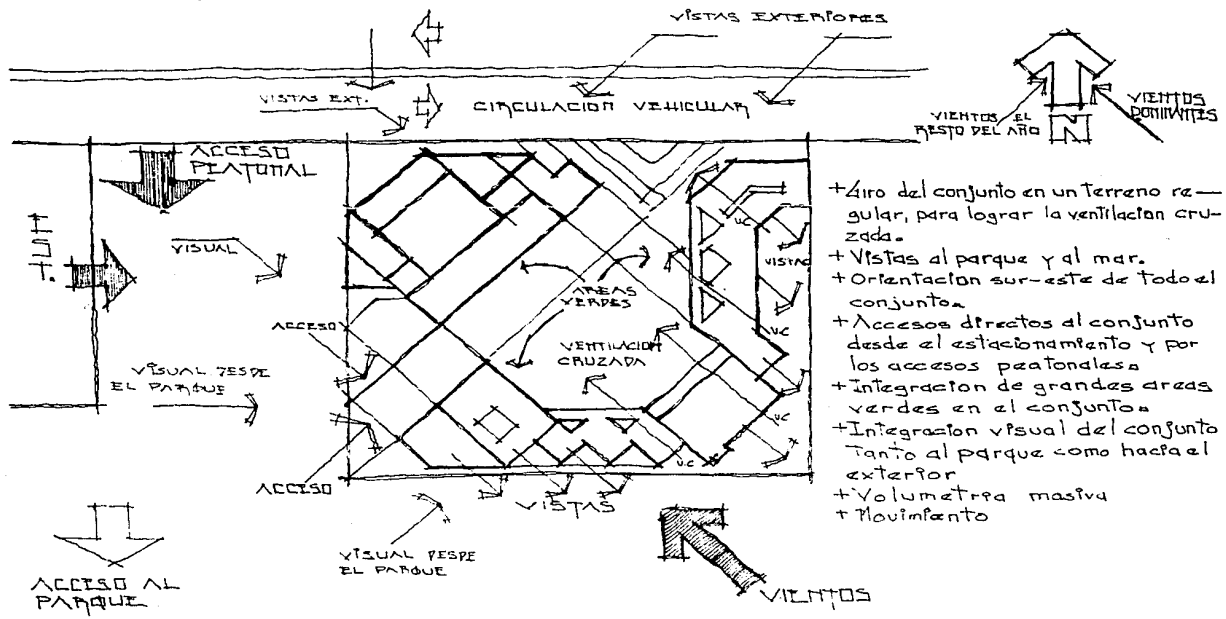 VISTAS EXTERIORES
VISTAS EXT.
CIRCULACION VEHICULAR
VIENTOS EL
RESTO DEL AÑO
VIENTOS
DOMINANTES
N
ACCESO
PEATONAL
EST.
VISUAL
VISUAL DESDE
EL PARQUE
ACCESO
ACCESO
AREAS
VERDES
VENTILACION
CRUZADA
V.C
VISTAS
V.C
V.C
V.C
VISTAS
VISUAL DESDE
EL PARQUE
ACCESO AL
PARQUE
VIENTOS
+Giro del conjunto en un terreno re-
gular, para lograr la ventilacion cru-
zada.
+Vistas al parque y al mar.
+Orientacion sur-este de todo el
conjunto.
+Accesos directos al conjunto
desde el estacionamiento y por
los accesos peatonales.
+Integracion de grandes areas
verdes en el conjunto.
+Integracion visual del conjunto
tanto al parque como hacia el
exterior
+Volumetria masiva
+Movimiento